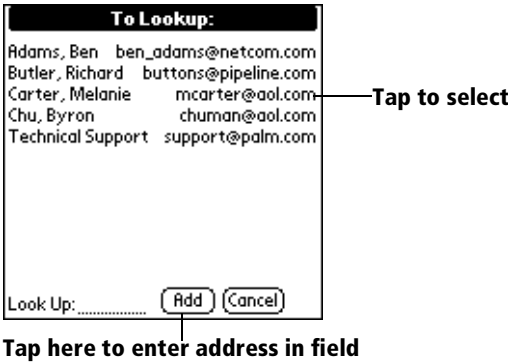 To Lookup:
Adams, Ben ben_adams@netcom.com
Butler, Richard buttons@pipeline.com
Carter, Melanie mcarter@aol.com
Tap to select
Chu, Byron chuman@aol.com
Technical Support support@palm.com
Look Up: Add Cancel
Tap here to enter address in field